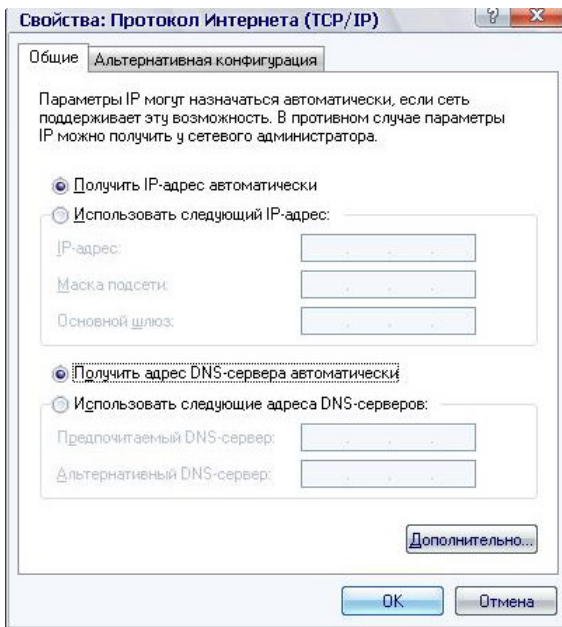 Свойства: Протокол Интернета (TCP/IP)
Общие Альтернативная конфигурация
Параметры IP могут назначаться автоматически, если сеть
поддерживает эту возможность. В противном случае параметры
IP можно получить у сетевого администратора.
Получить IP-адрес автоматически
Использовать следующий IP-адрес:
IP-адрес:
Маска подсети:
Основной шлюз:
Получить адрес DNS-сервера автоматически
Использовать следующие адреса DNS-серверов:
Предпочитаемый DNS-сервер:
Альтернативный DNS-сервер:
Дополнительно...
OK Отмена